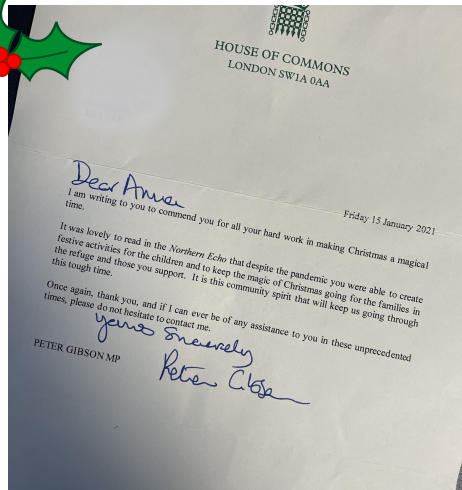 HOUSE OF COMMONS
LONDON SW1A 0AA
Friday 15 January 2021
Dear
I am writing to you to commend you for all your hard work in making Christmas a magical
time.
It was lovely to read in the Northern Echo that despite the pandemic you were able to create
festive activities for the children and to keep the magic of Christmas going for the families in
the refuge and those you support. It is this community spirit that will keep us going through
this tough time.
Once again, thank you, and if I can ever be of any assistance to you in these unprecedented
times, please do not hesitate to contact me.
Yours Sincerely
Peter Gibson
PETER GIBSON MP